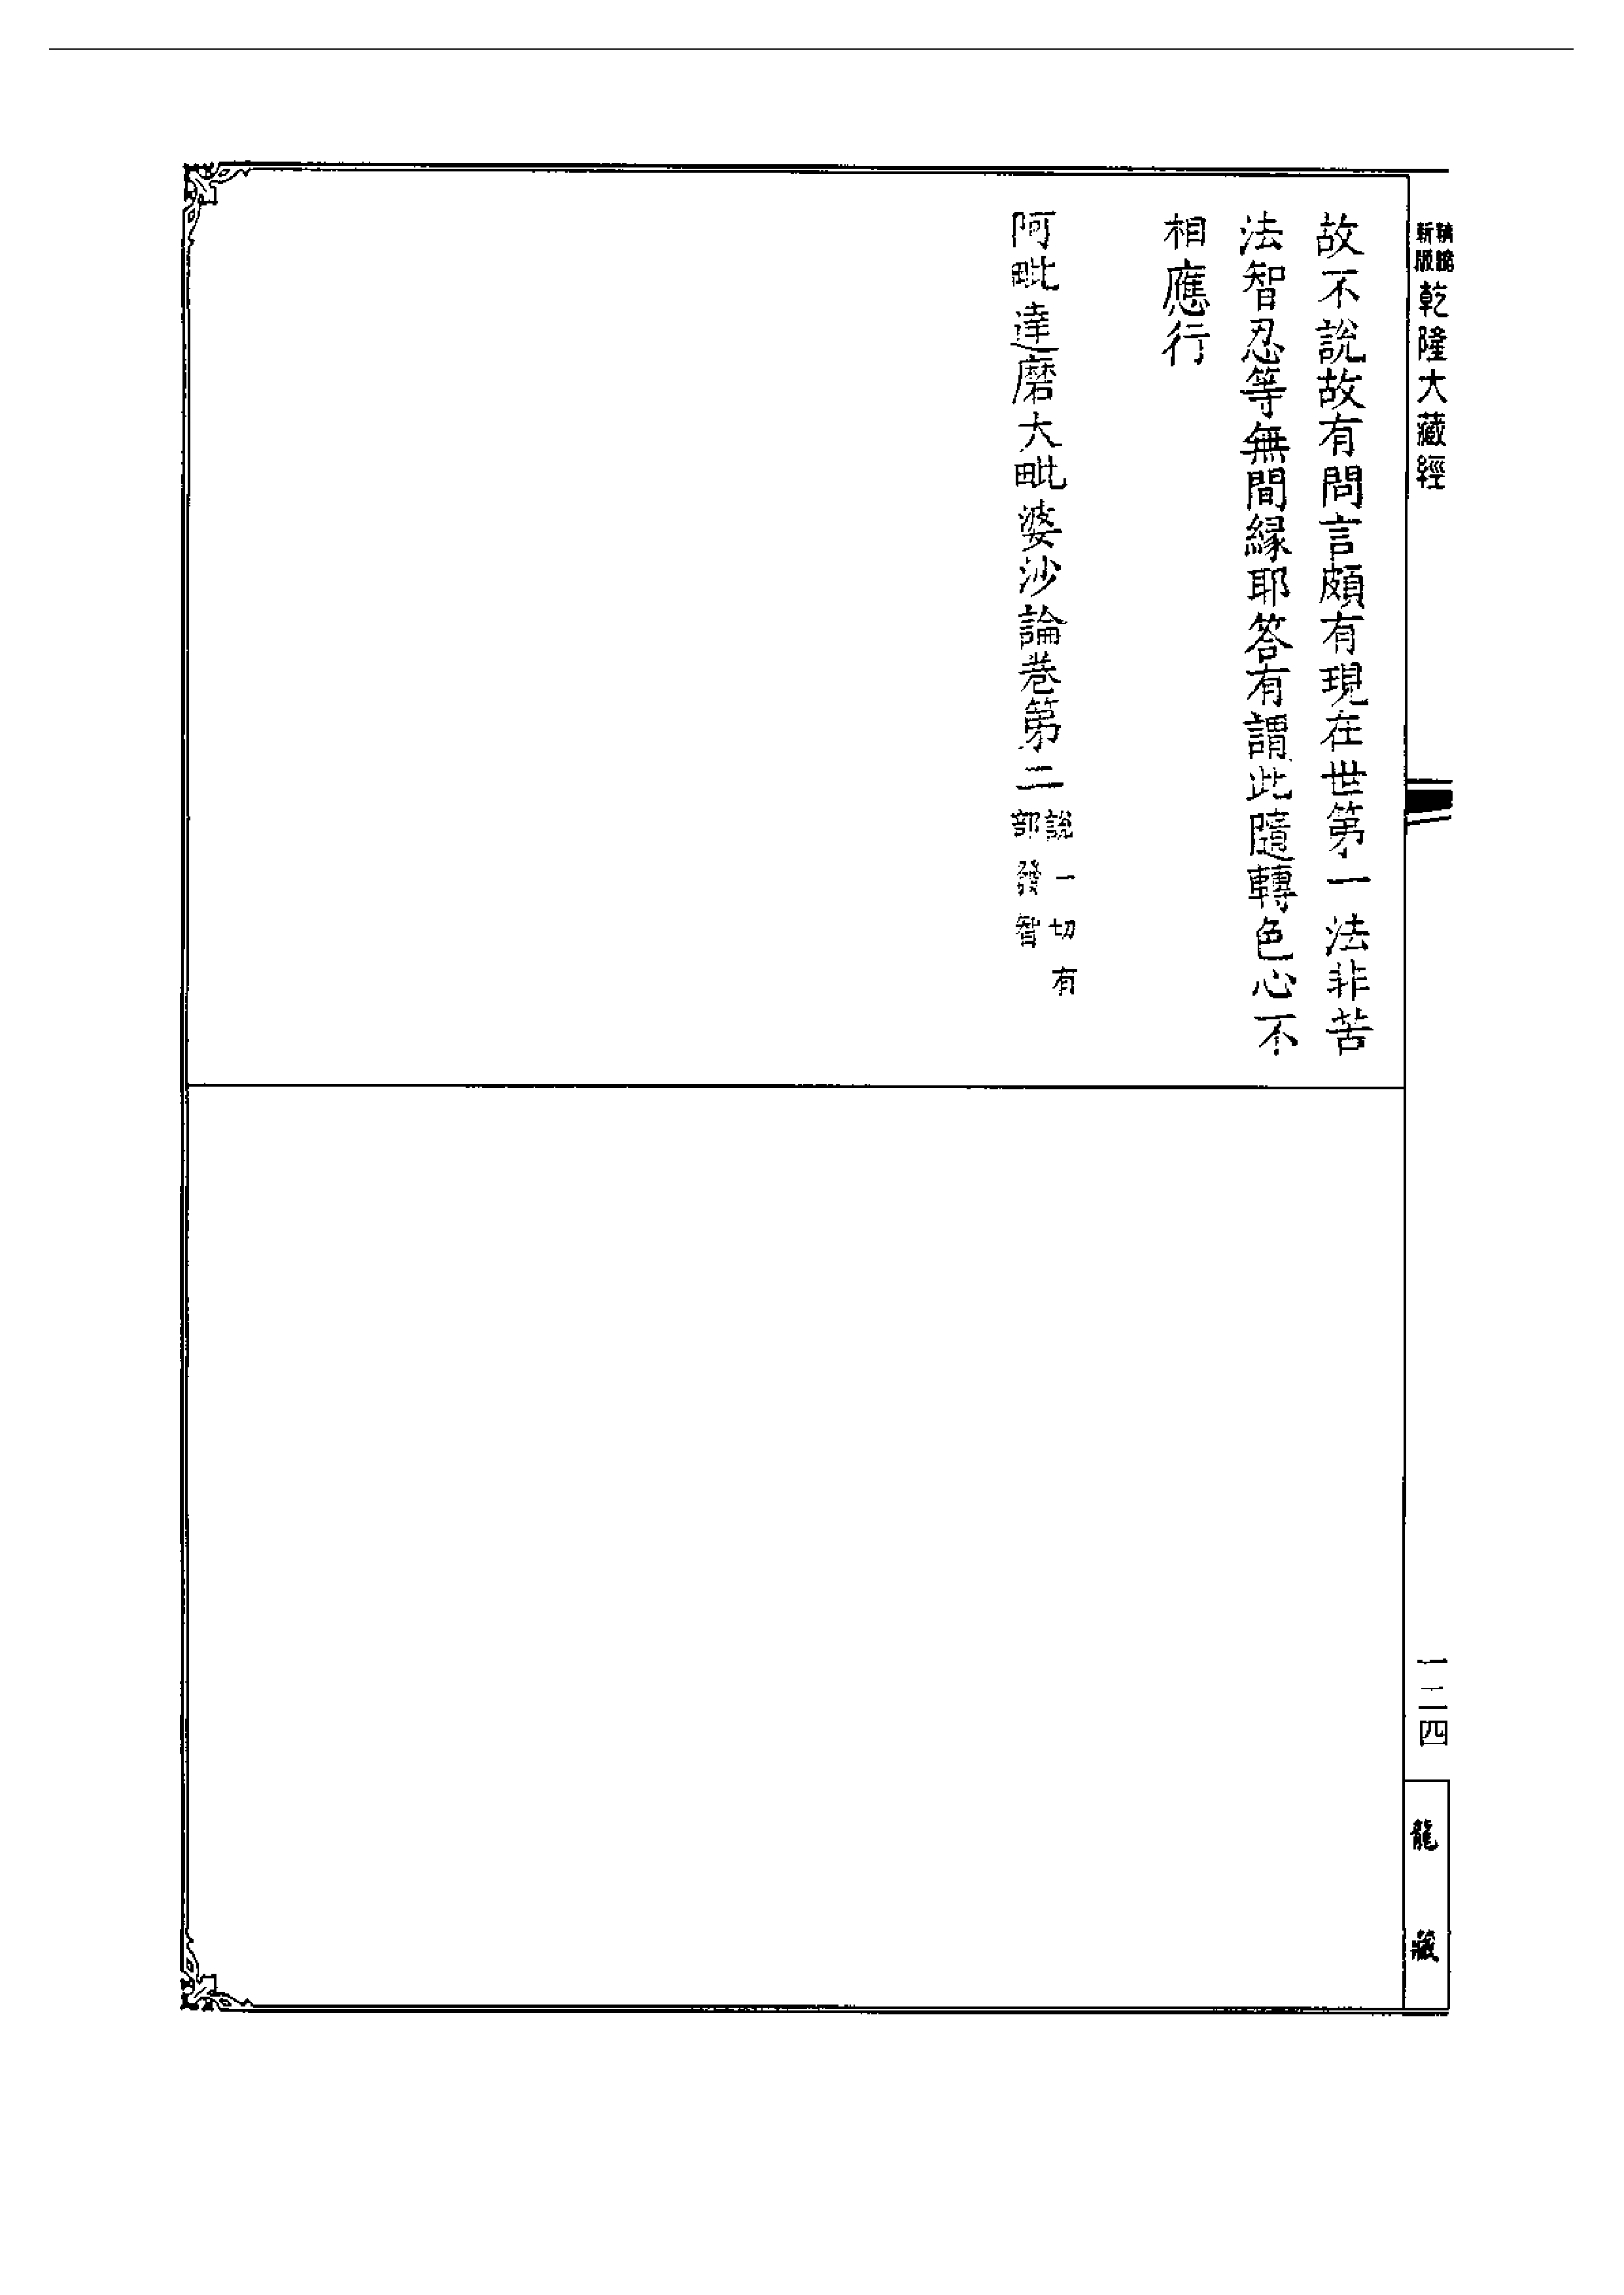 新版
乾隆大藏經
故不說故有問言頗有現在世第一法非苦
法智忍等無間緣耶答有謂此隨轉色心不
相應行
阿毗達磨大毗婆沙論卷第二
說一切有
部發智
一二四
龍藏